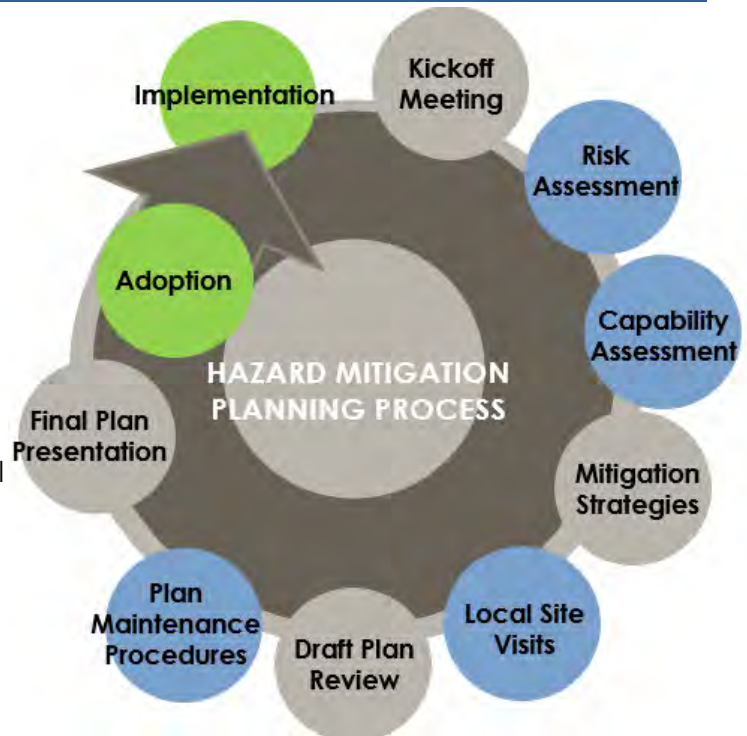 Kickoff
Meeting
Risk
Assessment
Capability
Assessment
Mitigation
Strategies
Local Site
Visits
Draft Plan
Review
Plan
Maintenance
Procedures
Final Plan
Presentation
Adoption
Implementation
HAZARD MITIGATION
PLANNING PROCESS